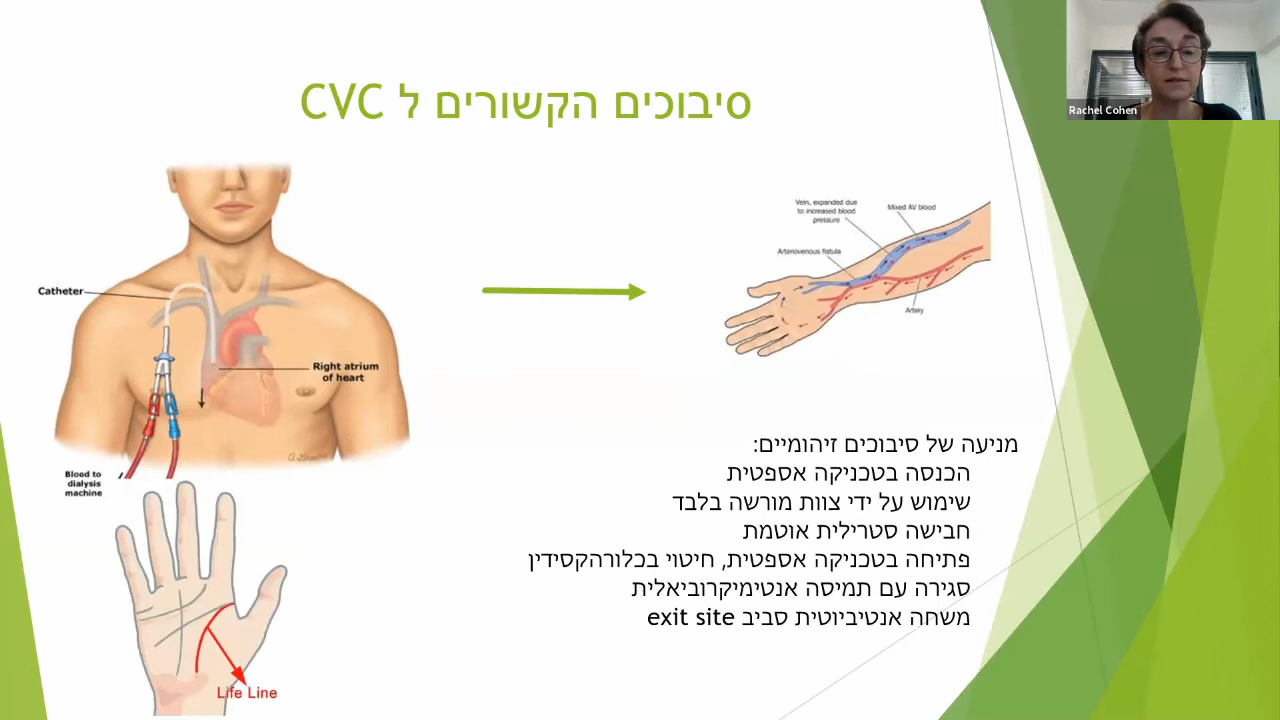 סיבוכים הקשורים ל CVC
Rachel Cohen
Catheter
Right atrium
of heart
Blood to
dialysis
machine
Vein, expanded due
to increased blood
pressure
Mixed AV blood
Arteriovenous fistula
Artery
מניעה של סיבוכים זיהומיים:
הכנסה בטכניקה אספטית
שימוש על ידי צוות מורשה בלבד
חבישה סטרילית אוטמת
פתיחה בטכניקה אספטית, חיטוי בכלורהקסידין
סגירה עם תמיסה אנטימיקרוביאלית
משחה אנטיביוטית סביב exit site
Life Line